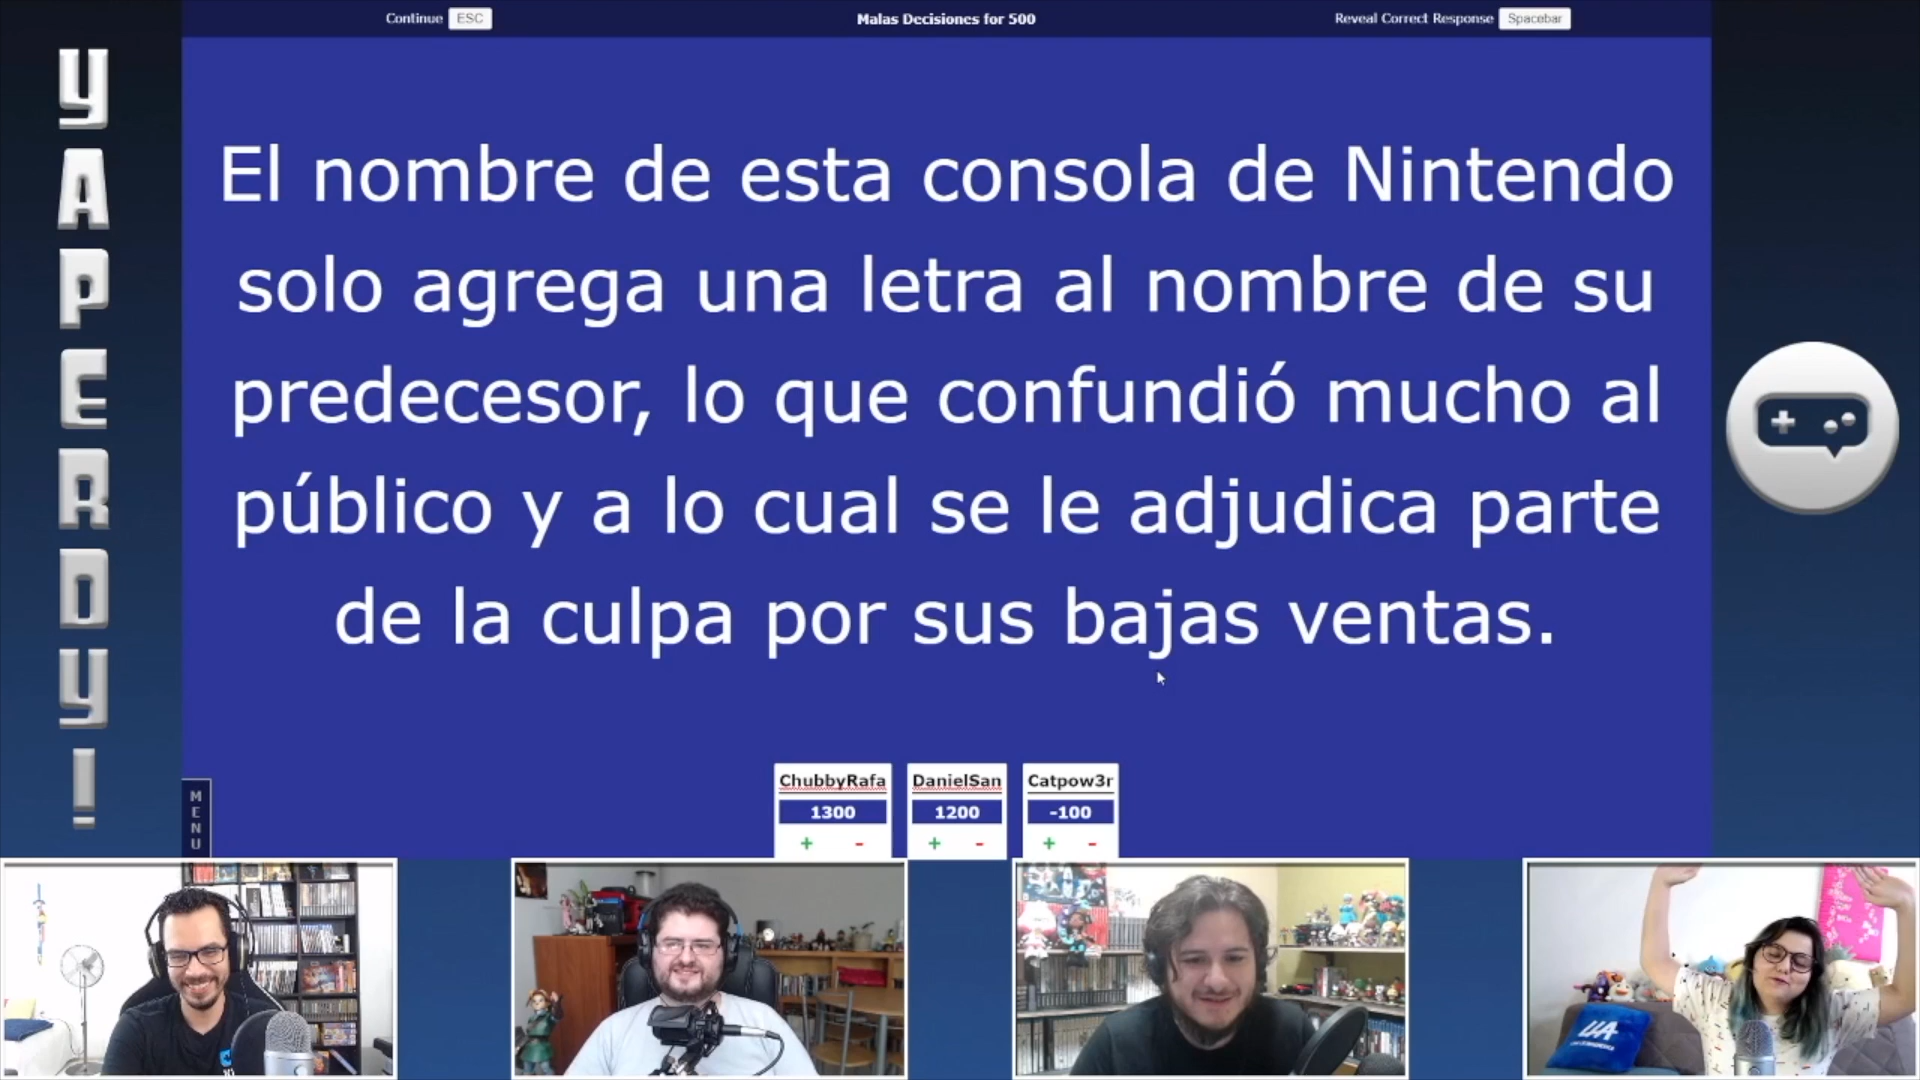 Continue ESC
Malas Decisiones for 500
Reveal Correct Response Spacebar
YAPERDY!
El nombre de esta consola de Nintendo
solo agrega una letra al nombre de su
predecesor, lo que confundió mucho al
público y a lo cual se le adjudica parte
de la culpa por sus bajas ventas.
MENU
ChubbyRafa
1300
+ -
DanielSan
1200
+ -
Catpow3r
-100
+ -